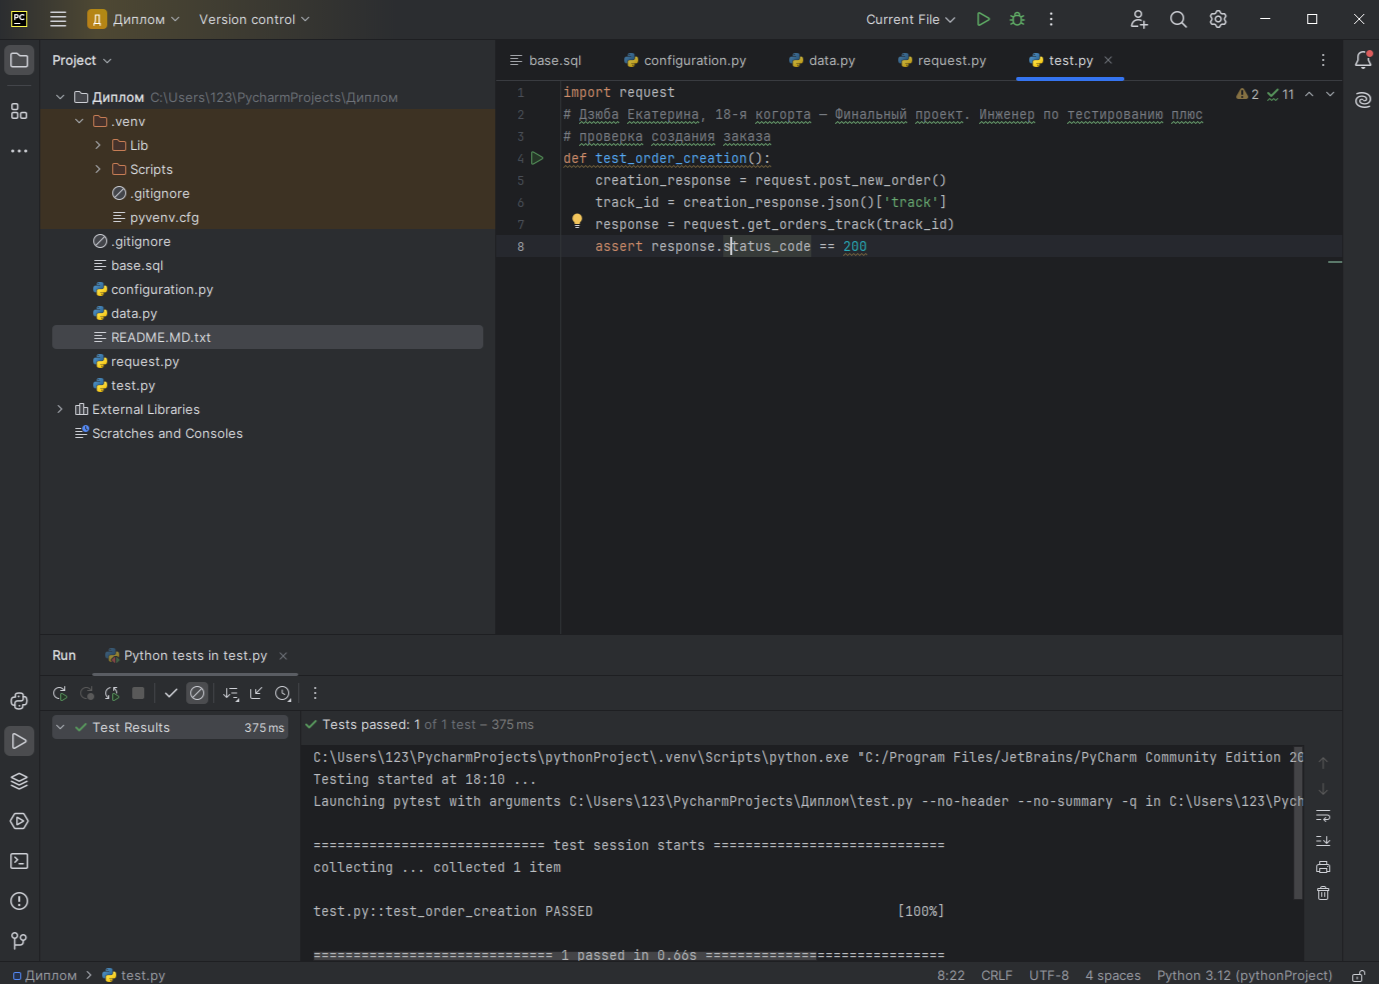 PC
Д Диплом Version control Current File
Project
base.sql configuration.py data.py request.py test.py
Диплом C:\Users\123\PycharmProjects\Диплом
.venv
Lib
Scripts
.gitignore
pyvenv.cfg
.gitignore
base.sql
configuration.py
data.py
README.MD.txt
request.py
test.py
External Libraries
Scratches and Consoles
2 11
1 import request
2 # Дзюба Екатерина, 18-я когорта — Финальный проект. Инженер по тестированию плюс
3 # проверка создания заказа
4 def test_order_creation():
5 creation_response = request.post_new_order()
6 track_id = creation_response.json()['track']
7 response = request.get_orders_track(track_id)
8 assert response.status_code == 200
Run Python tests in test.py
Test Results 375 ms
Tests passed: 1 of 1 test – 375 ms
C:\Users\123\PycharmProjects\pythonProject\.venv\Scripts\python.exe "C:/Program Files/JetBrains/PyCharm Community Edition 20
Testing started at 18:10 ...
Launching pytest with arguments C:\Users\123\PycharmProjects\Диплом\test.py --no-header --no-summary -q in C:\Users\123\Pych
============================= test session starts =============================
collecting ... collected 1 item
test.py::test_order_creation PASSED [100%]
============================== 1 passed in 0.66s ==============================
Диплом > test.py
8:22 CRLF UTF-8 4 spaces Python 3.12 (pythonProject)